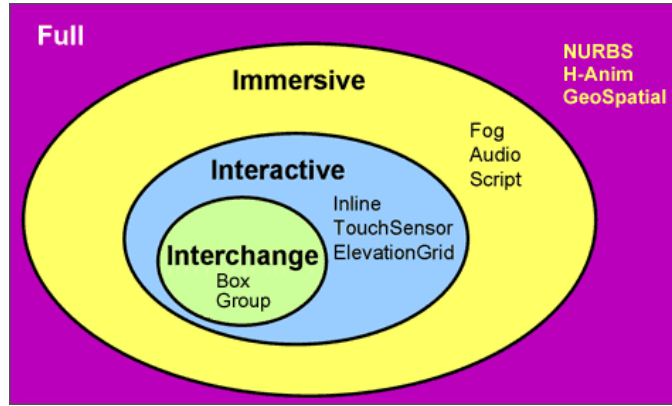 Full
NURBS
H-Anim
GeoSpatial
Immersive
Fog
Audio
Script
Interactive
Inline
TouchSensor
ElevationGrid
Interchange
Box
Group